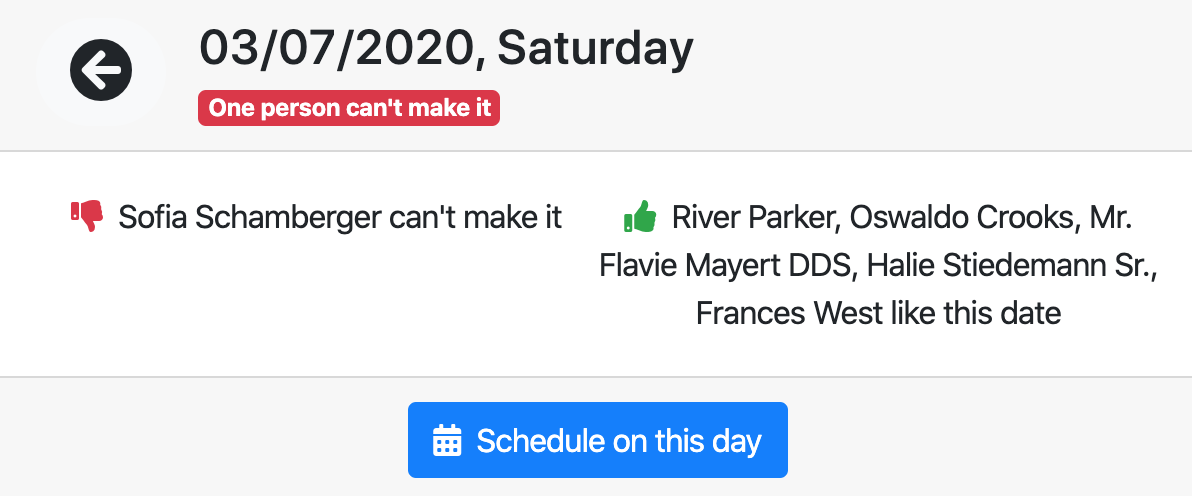 03/07/2020, Saturday
One person can't make it
Sofia Schamberger can't make it
River Parker, Oswaldo Crooks, Mr.
Flavie Mayert DDS, Halie Stiedemann Sr.,
Frances West like this date
Schedule on this day